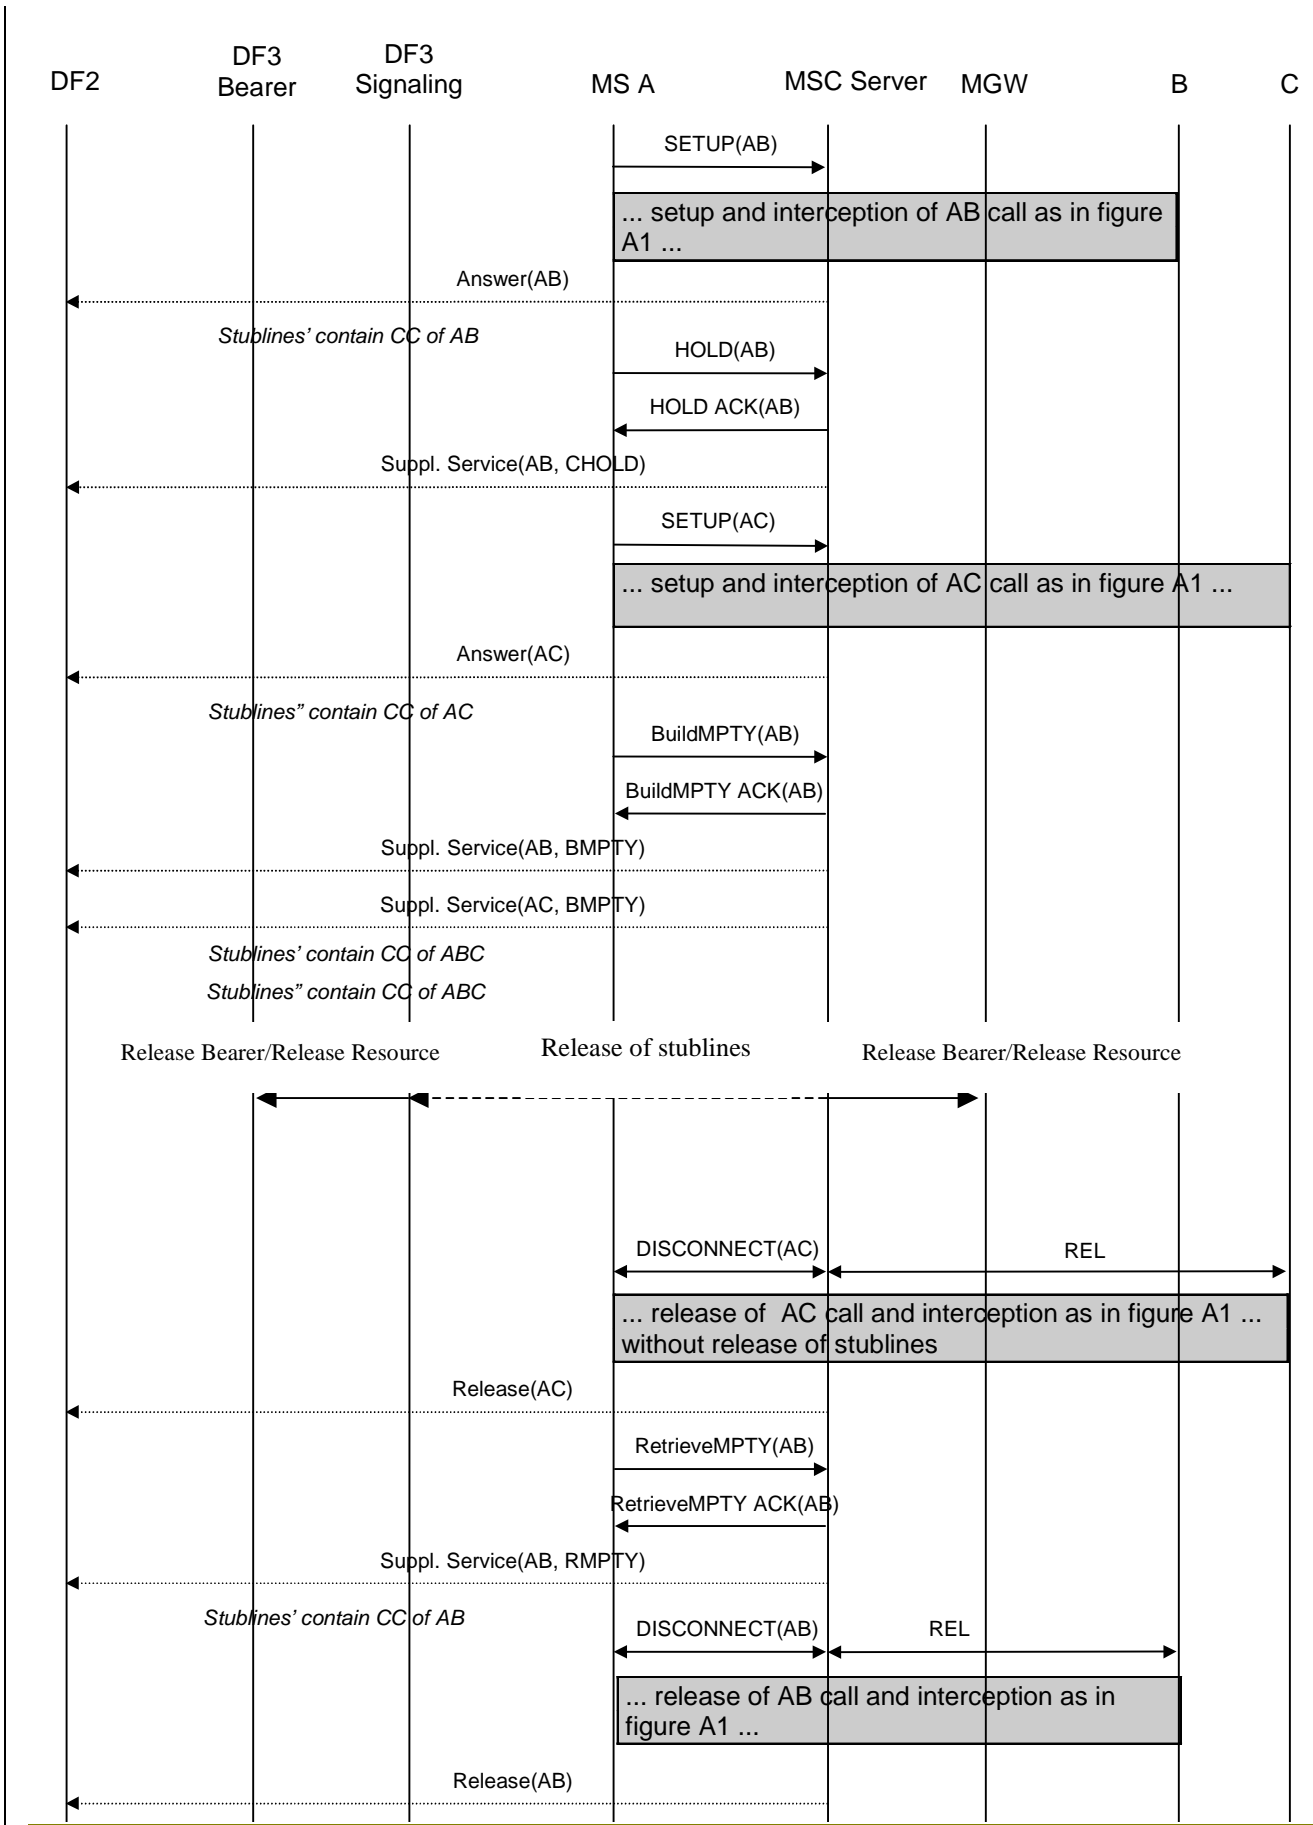 DF2
DF3
Bearer
DF3
Signaling
MS A
MSC Server
MGW
B
C
SETUP(AB)
... setup and interception of AB call as in figure
A1 ...
Answer(AB)
Stublines’ contain CC of AB
HOLD(AB)
HOLD ACK(AB)
Suppl. Service(AB, CHOLD)
SETUP(AC)
... setup and interception of AC call as in figure A1 ...
Answer(AC)
Stublines” contain CC of AC
BuildMPTY(AB)
BuildMPTY ACK(AB)
Suppl. Service(AB, BMPTY)
Suppl. Service(AC, BMPTY)
Stublines’ contain CC of ABC
Stublines” contain CC of ABC
Release Bearer/Release Resource
Release of stublines
Release Bearer/Release Resource
DISCONNECT(AC)
REL
... release of  AC call and interception as in figure A1 ...
without release of stublines
Release(AC)
RetrieveMPTY(AB)
RetrieveMPTY ACK(AB)
Suppl. Service(AB, RMPTY)
Stublines’ contain CC of AB
DISCONNECT(AB)
REL
... release of AB call and interception as in
figure A1 ...
Release(AB)